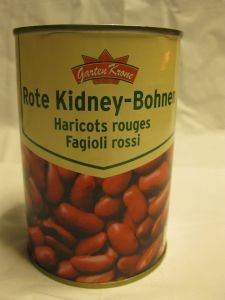 Garten Krone
Rote Kidney-Bohnen
Haricots rouges
Fagioli rossi